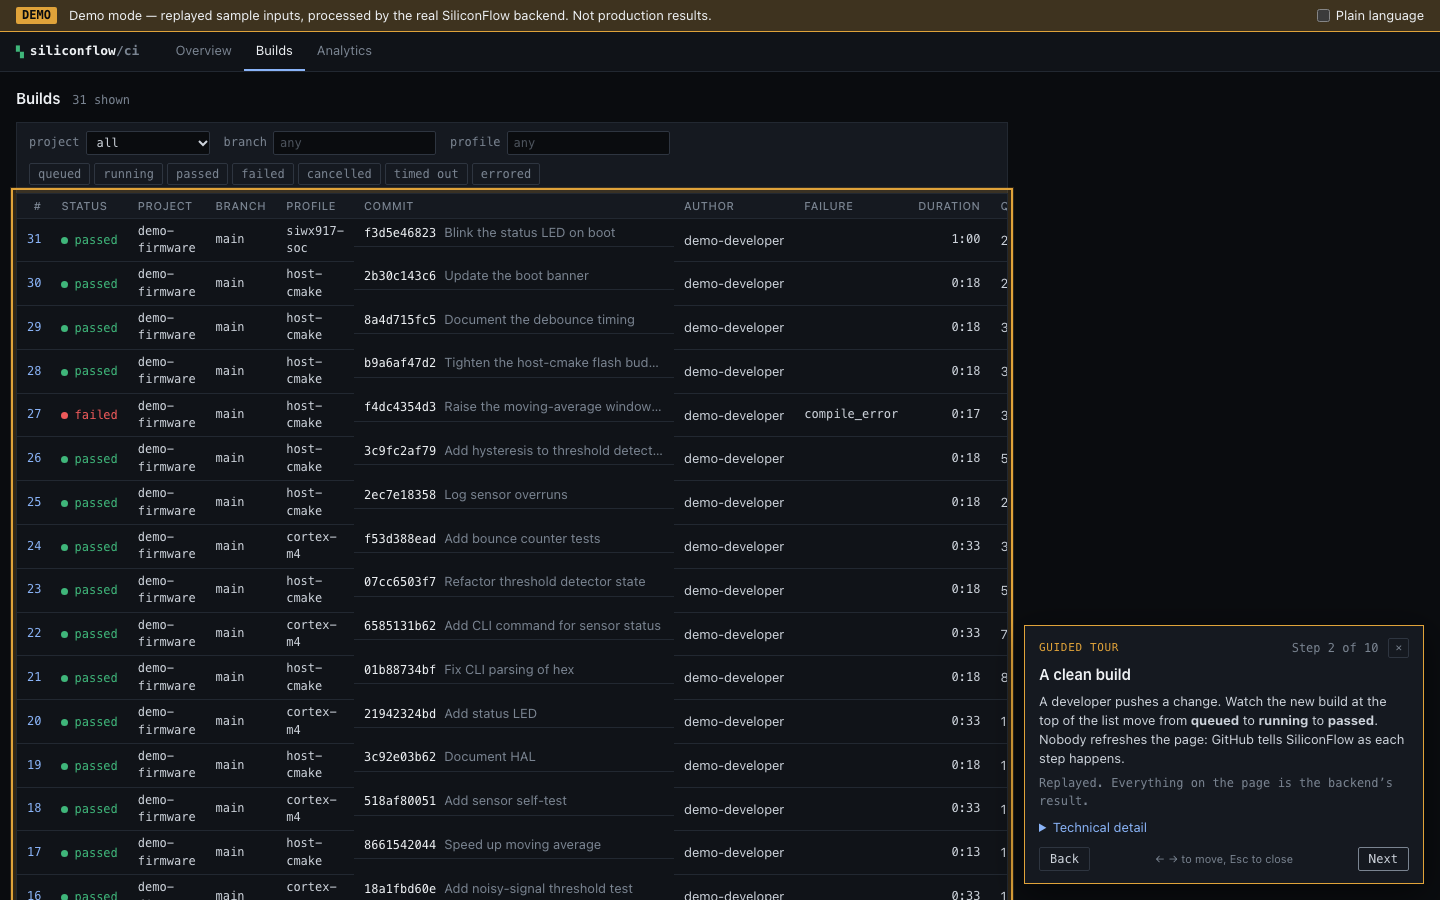 DEMO Demo mode — replayed sample inputs, processed by the real SiliconFlow backend. Not production results. Plain language
siliconflow/ci Overview Builds Analytics
Builds 31 shown
project all branch any profile any
queued running passed failed cancelled timed out errored
# STATUS PROJECT BRANCH PROFILE COMMIT AUTHOR FAILURE DURATION
31 passed demo-firmware main siwx917-soc f3d5e46823 Blink the status LED on boot demo-developer 1:00 2
30 passed demo-firmware main host-cmake 2b30c143c6 Update the boot banner demo-developer 0:18 2
29 passed demo-firmware main host-cmake 8a4d715fc5 Document the debounce timing demo-developer 0:18 3
28 passed demo-firmware main host-cmake b9a6af47d2 Tighten the host-cmake flash bud… demo-developer 0:18 3
27 failed demo-firmware main host-cmake f4dc4354d3 Raise the moving-average window… demo-developer compile_error 0:17 3
26 passed demo-firmware main host-cmake 3c9fc2af79 Add hysteresis to threshold detect… demo-developer 0:18 5
25 passed demo-firmware main host-cmake 2ec7e18358 Log sensor overruns demo-developer 0:18 2
24 passed demo-firmware main cortex-m4 f53d388ead Add bounce counter tests demo-developer 0:33 3
23 passed demo-firmware main host-cmake 07cc6503f7 Refactor threshold detector state demo-developer 0:18 5
22 passed demo-firmware main cortex-m4 6585131b62 Add CLI command for sensor status demo-developer 0:33 7
21 passed demo-firmware main host-cmake 01b88734bf Fix CLI parsing of hex demo-developer 0:18 8
20 passed demo-firmware main cortex-m4 21942324bd Add status LED demo-developer 0:33 1
19 passed demo-firmware main host-cmake 3c92e03b62 Document HAL demo-developer 0:18 1
18 passed demo-firmware main cortex-m4 518af80051 Add sensor self-test demo-developer 0:33 1
17 passed demo-firmware main host-cmake 8661542044 Speed up moving average demo-developer 0:13 1
16 passed demo- main cortex- 18a1fbd60e Add noisy-signal threshold test demo-developer 0:33 1
GUIDED TOUR Step 2 of 10 ×
A clean build
A developer pushes a change. Watch the new build at the
top of the list move from queued to running to passed.
Nobody refreshes the page: GitHub tells SiliconFlow as each
step happens.
Replayed. Everything on the page is the backend’s
result.
▶ Technical detail
Back ← → to move, Esc to close Next